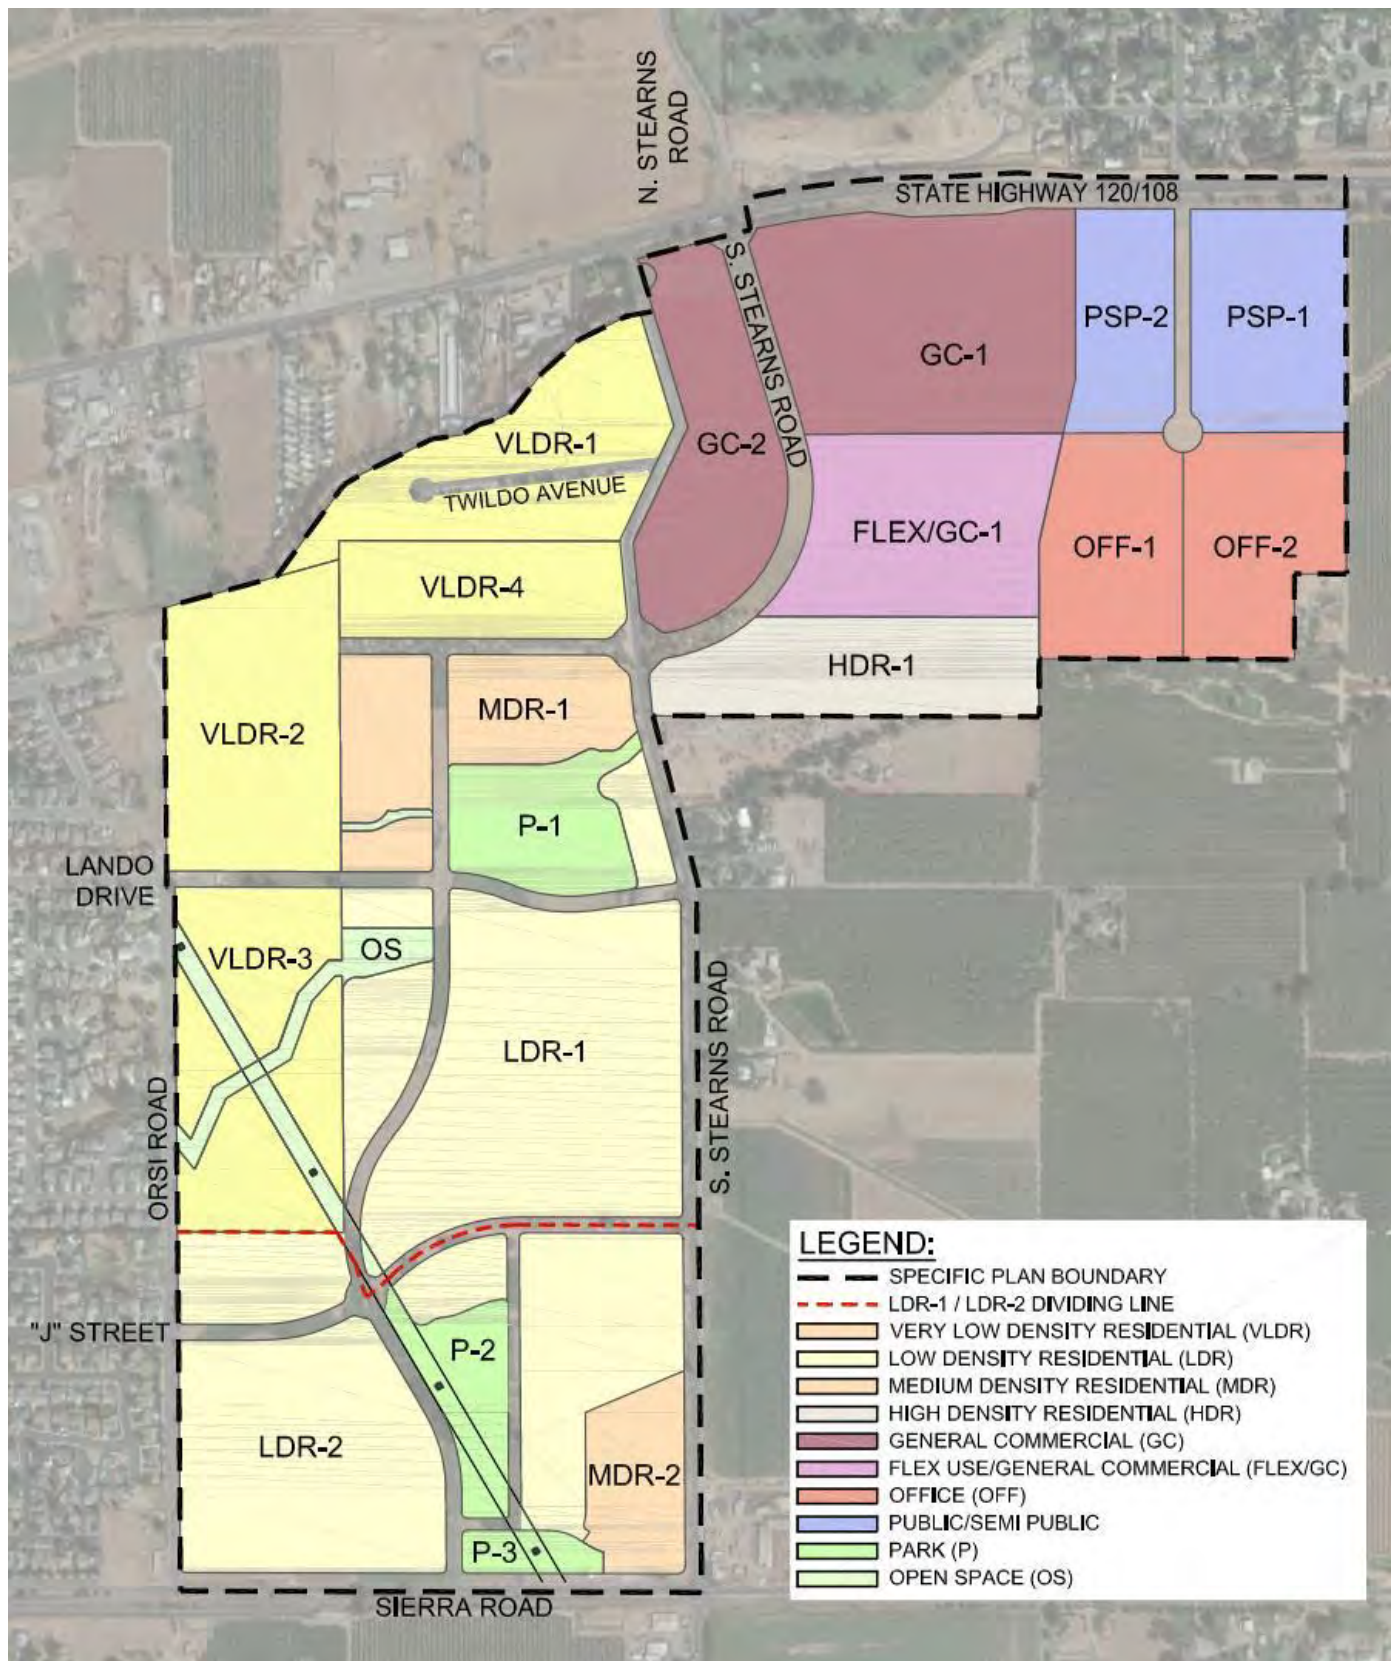 N. STEARNS
ROAD
STATE HIGHWAY 120/108
S. STEARNS ROAD
PSP-2
PSP-1
GC-1
VLDR-1
GC-2
TWILDO AVENUE
FLEX/GC-1
OFF-1
OFF-2
VLDR-4
HDR-1
MDR-1
VLDR-2
P-1
LANDO
DRIVE
OS
VLDR-3
LDR-1
S. STEARNS ROAD
ORSI ROAD
"J" STREET
P-2
LDR-2
MDR-2
P-3
SIERRA ROAD
LEGEND:
SPECIFIC PLAN BOUNDARY
LDR-1 / LDR-2 DIVIDING LINE
VERY LOW DENSITY RESIDENTIAL (VLDR)
LOW DENSITY RESIDENTIAL (LDR)
MEDIUM DENSITY RESIDENTIAL (MDR)
HIGH DENSITY RESIDENTIAL (HDR)
GENERAL COMMERCIAL (GC)
FLEX USE/GENERAL COMMERCIAL (FLEX/GC)
OFFICE (OFF)
PUBLIC/SEMI PUBLIC
PARK (P)
OPEN SPACE (OS)